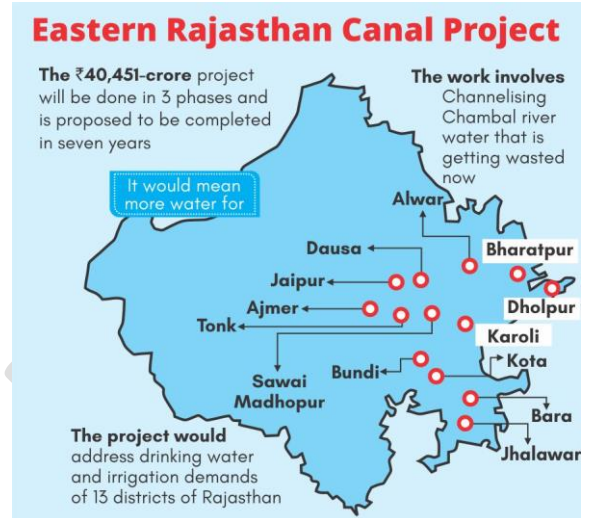 Eastern Rajasthan Canal Project
The ₹40,451-crore project
will be done in 3 phases and
is proposed to be completed
in seven years
The work involves
Channelising
Chambal river
water that is
getting wasted
now
It would mean
more water for
Alwar
Dausa
Bharatpur
Jaipur
Dholpur
Ajmer
Tonk
Karoli
Kota
Bundi
Sawai
Madhopur
Bara
Jhalawar
The project would
address drinking water
and irrigation demands
of 13 districts of Rajasthan